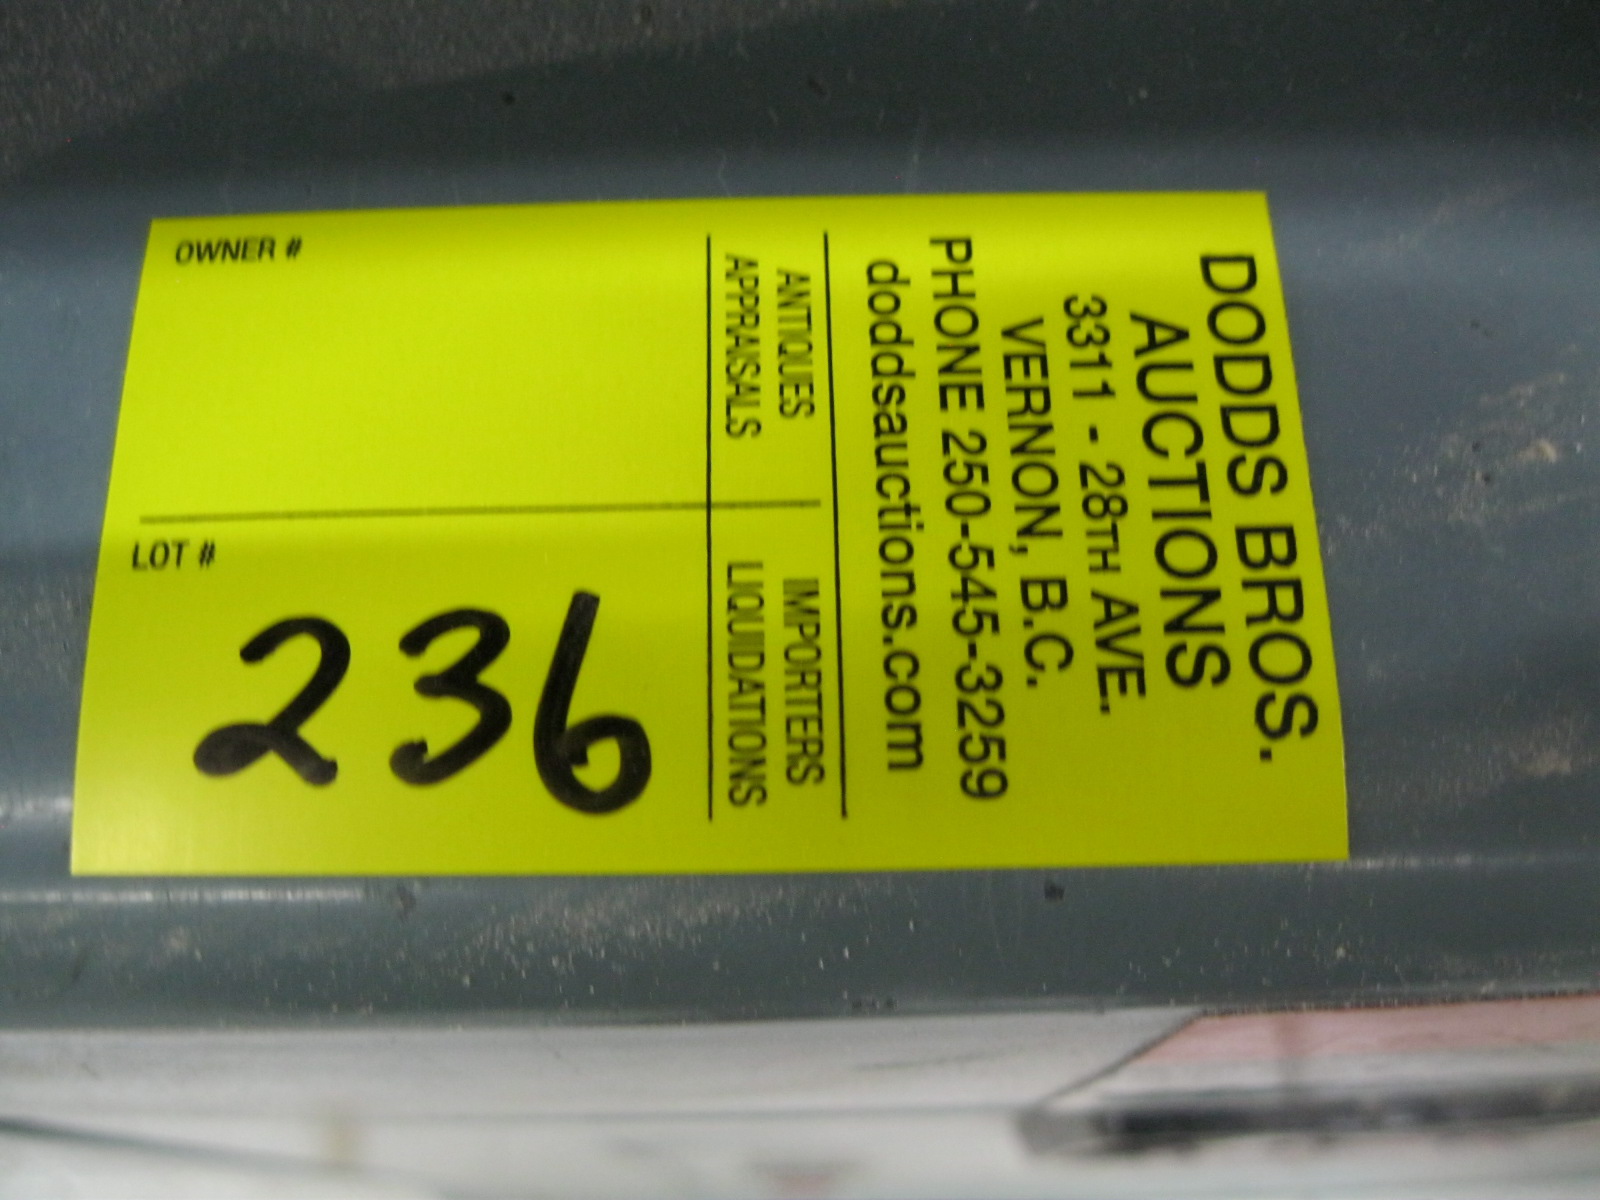 DODDS BROS.
AUCTIONS
3311 - 28TH AVE.
VERNON, B.C.
PHONE 250-545-3259
doddsauctions.com
ANTIQUES
APPRAISALS
IMPORTERS
LIQUIDATIONS
OWNER #
LOT #
236